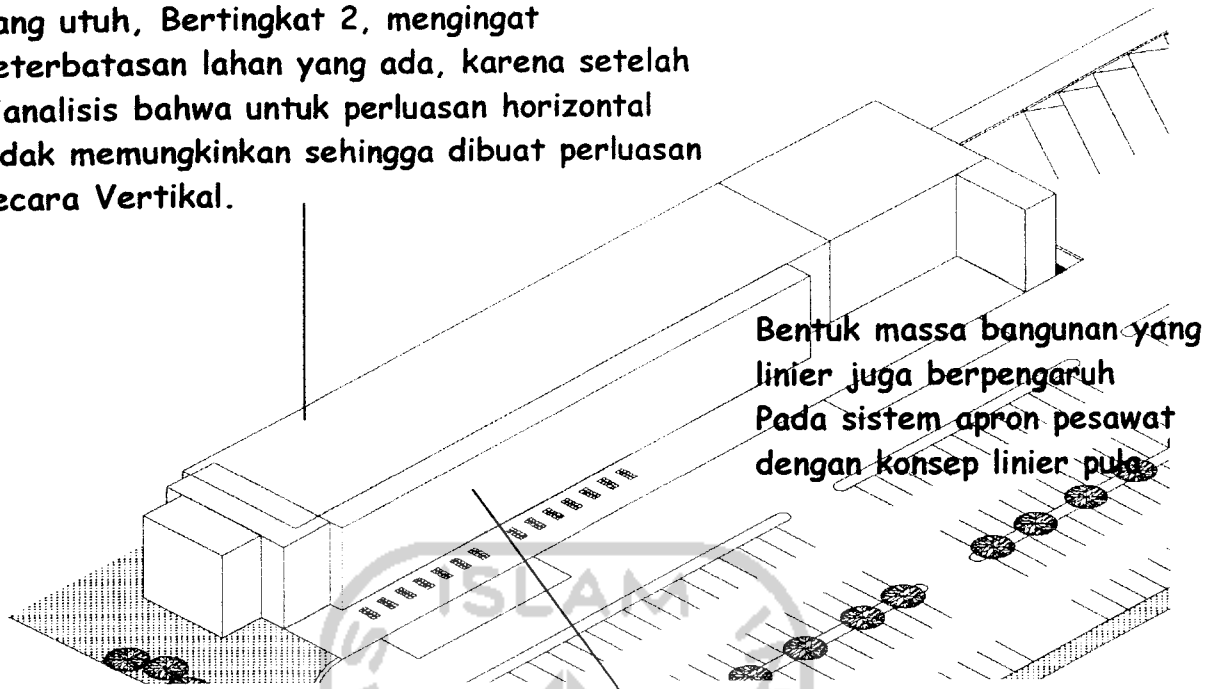 ang utuh, Bertingkat 2, mengingat
eterbatasan lahan yang ada, karena setelah
ianalisis bahwa untuk perluasan horizontal
dak memungkinkan sehingga dibuat perluasan
ecara Vertikal.
Bentuk massa bangunan yang
linier juga berpengaruh
Pada sistem apron pesawat
dengan konsep linier pula
ISLAM